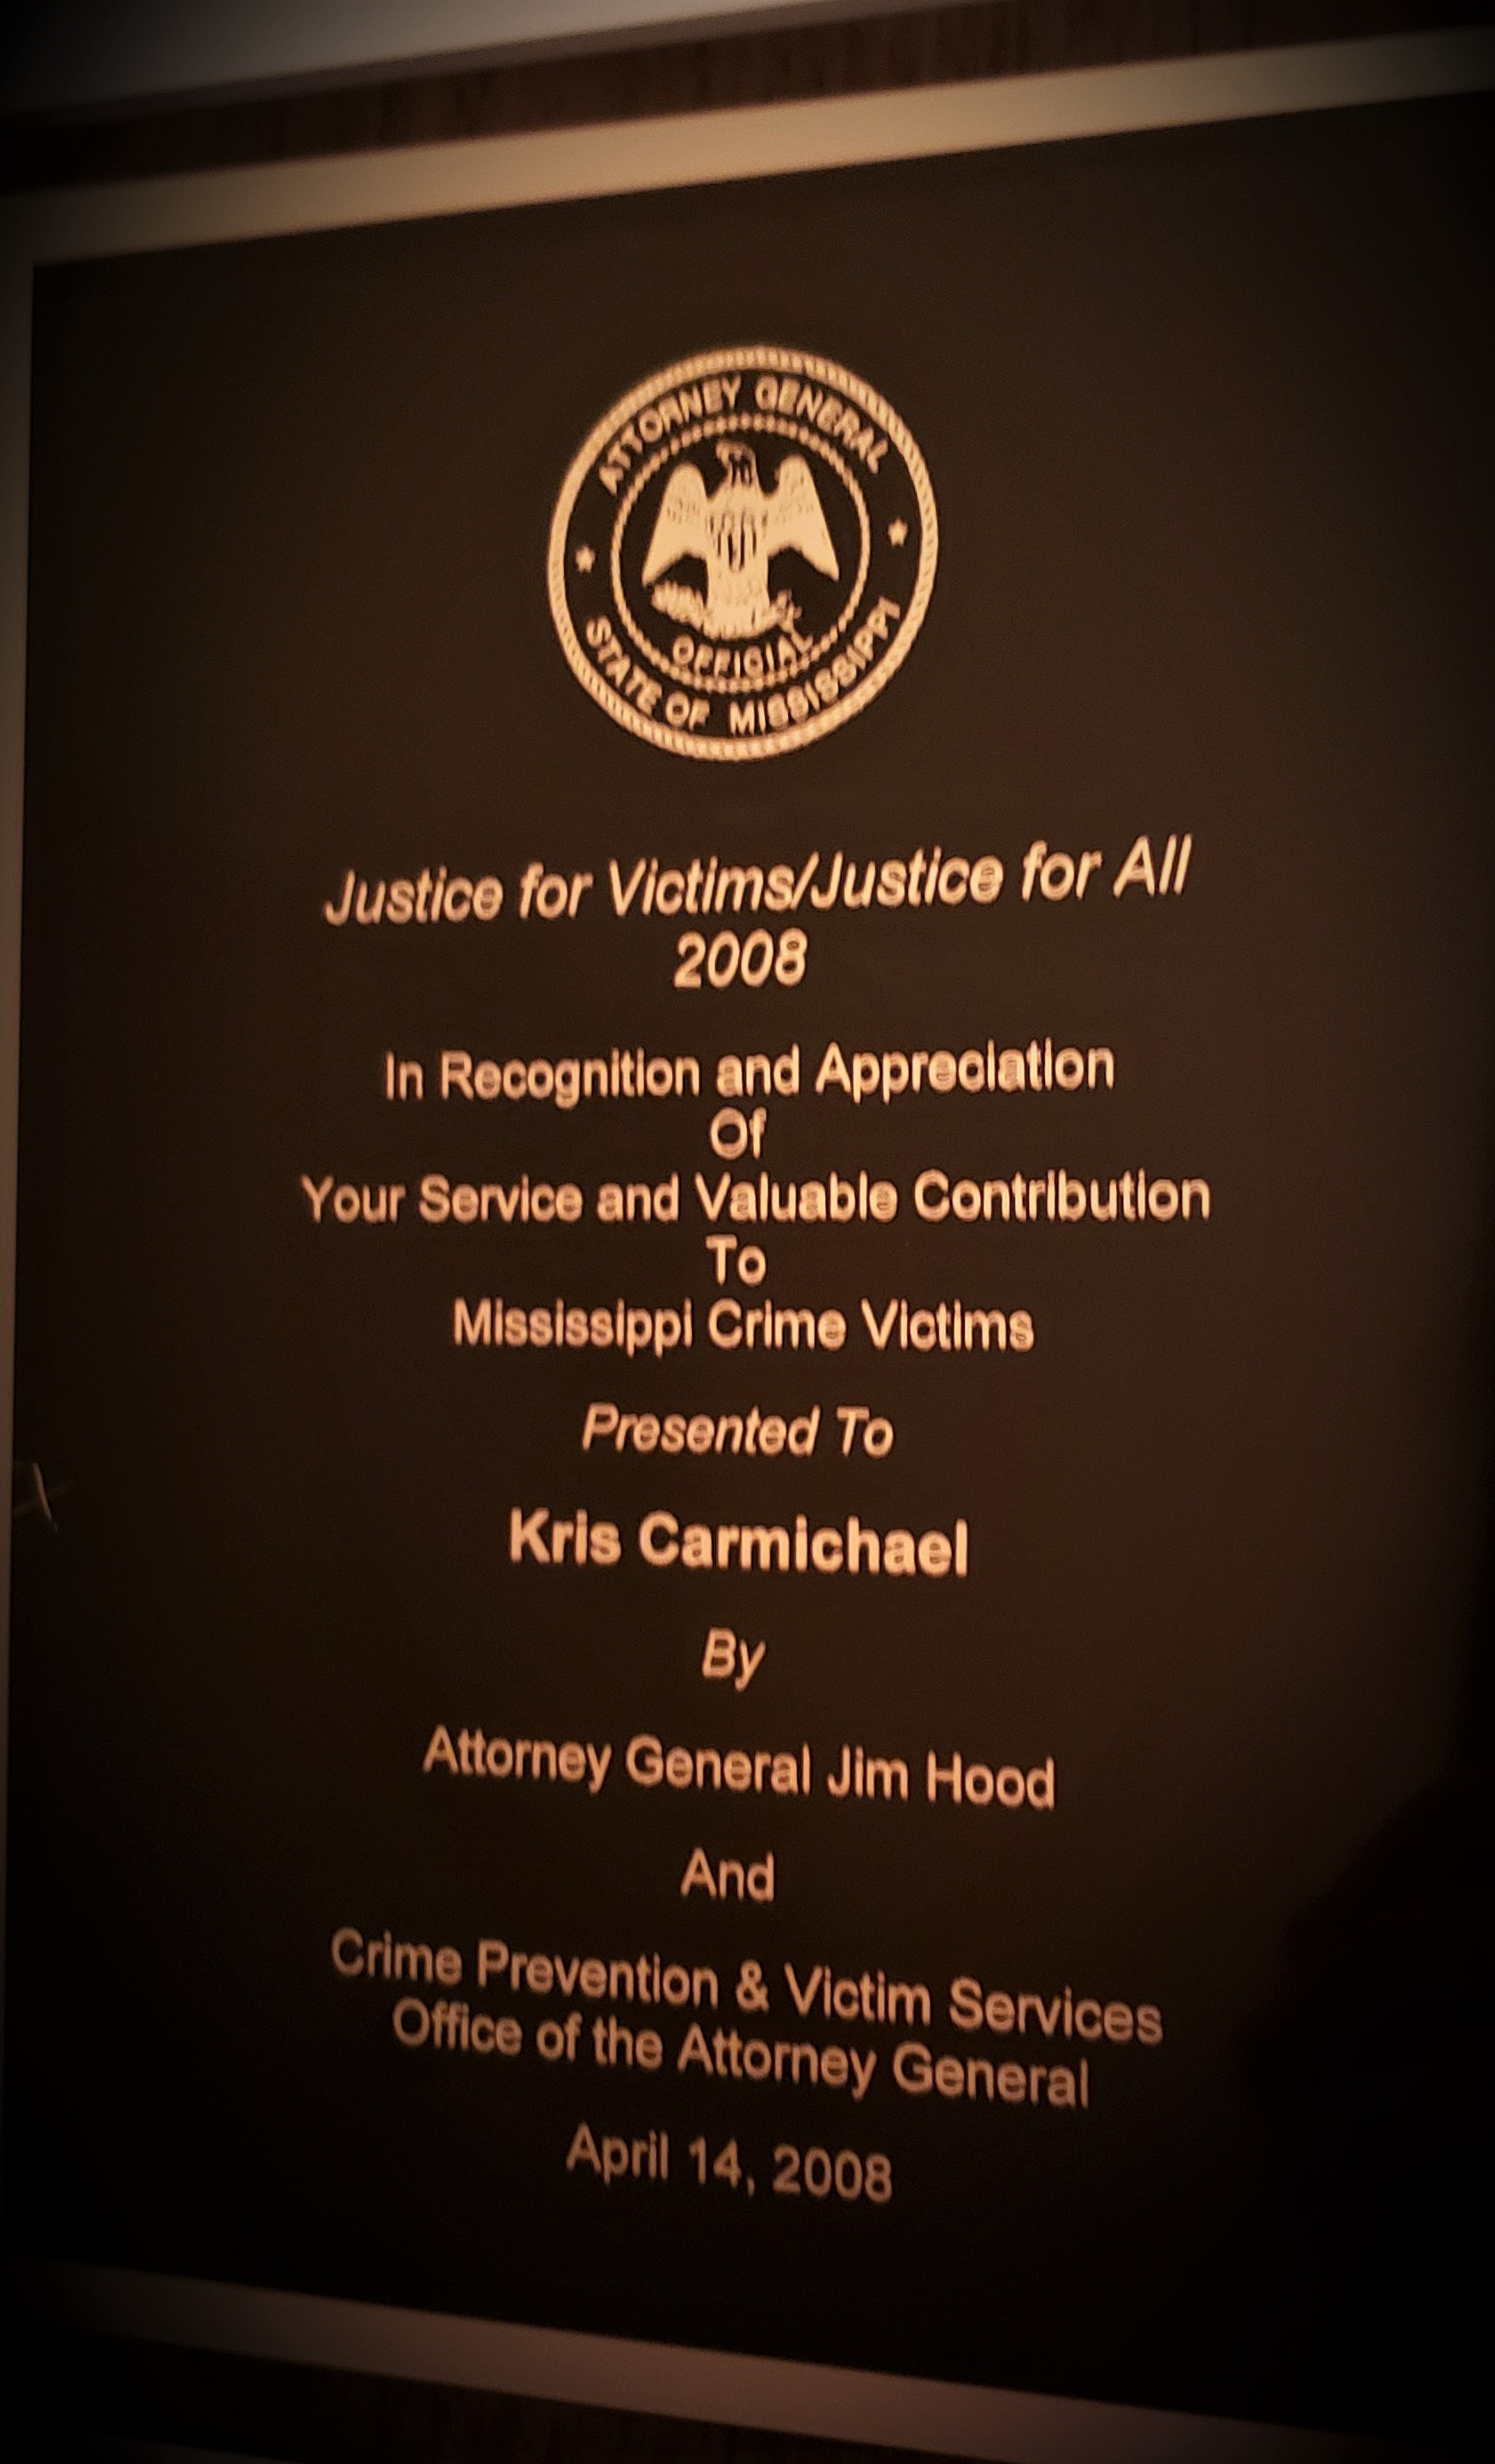 ATTORNEY GENERAL
OFFICIAL
STATE OF MISSISSIPPI
Justice for Victims/Justice for All
2008
In Recognition and Appreciation
Of
Your Service and Valuable Contribution
To
Mississippi Crime Victims
Presented To
Kris Carmichael
By
Attorney General Jim Hood
And
Crime Prevention & Victim Services
Office of the Attorney General
April 14, 2008